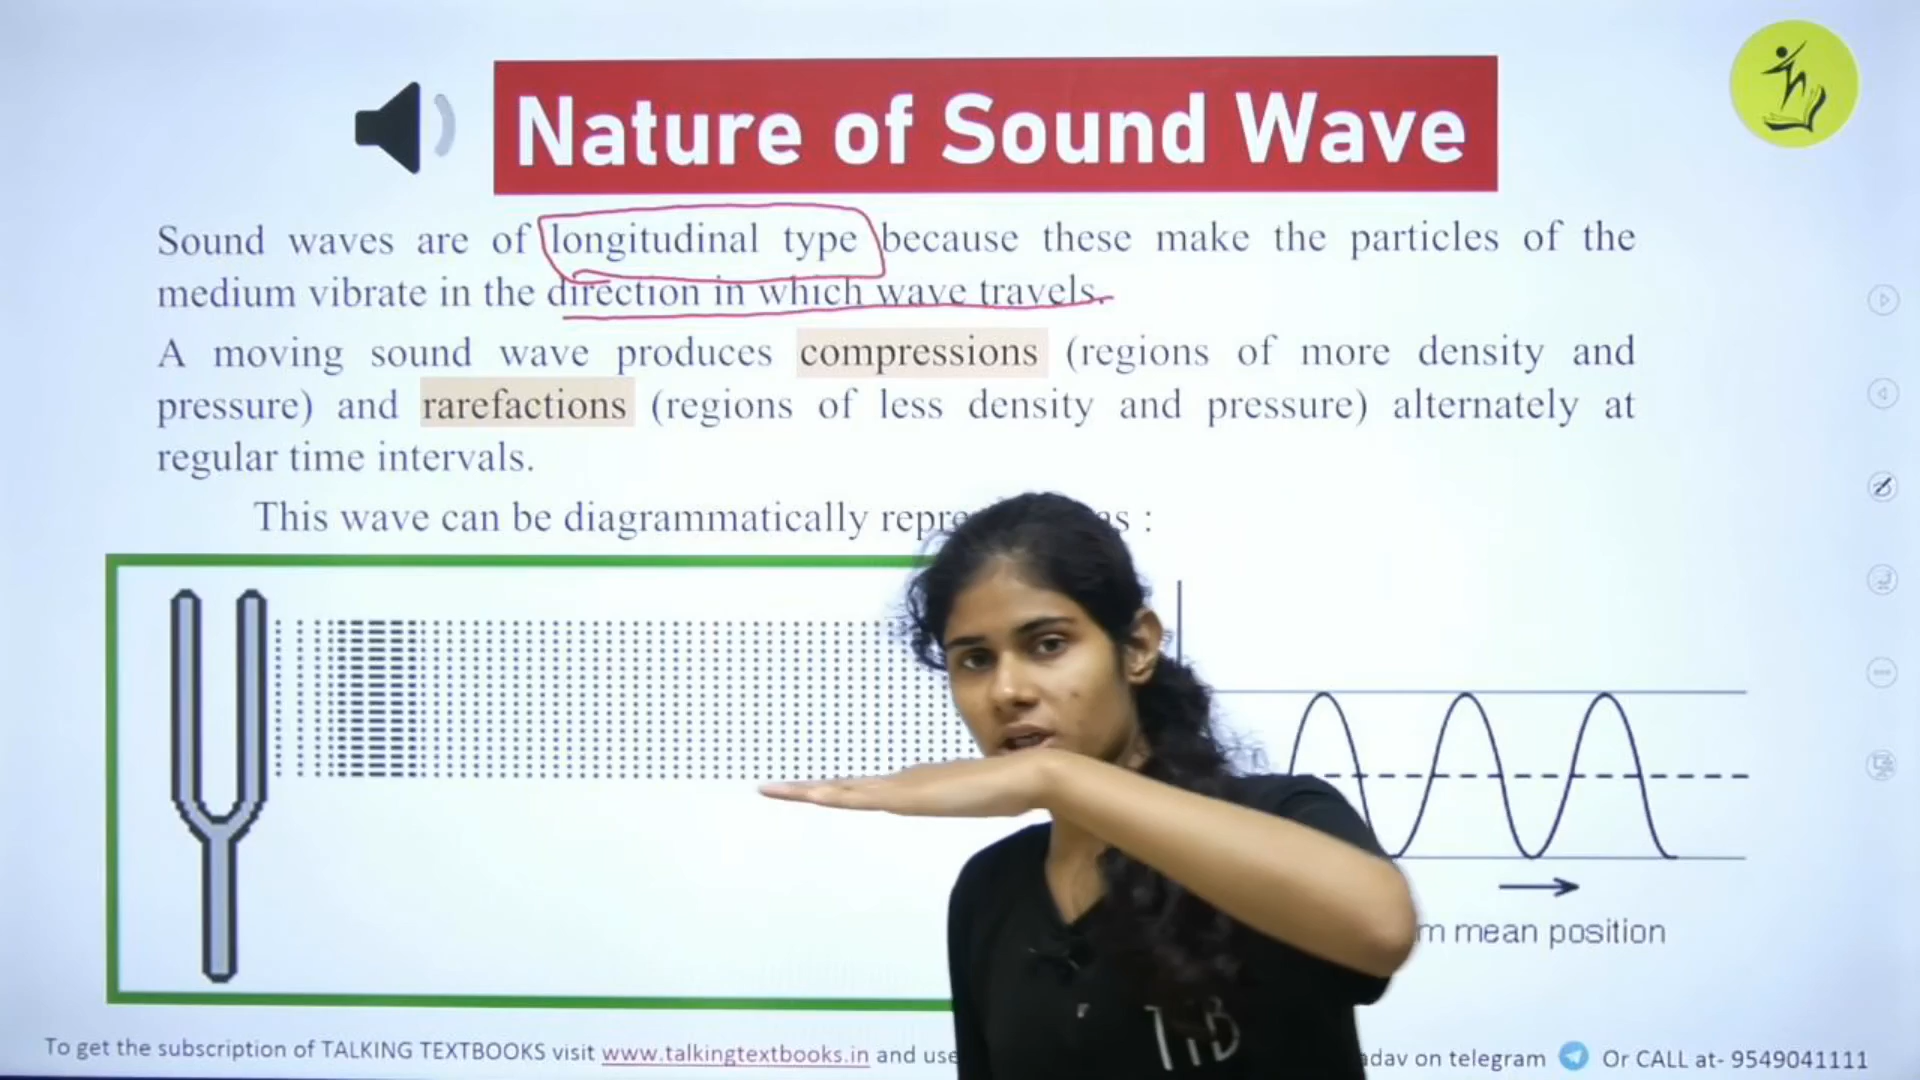 Nature of Sound Wave
Sound waves are of longitudinal type because these make the particles of the
medium vibrate in the direction in which wave travels.
A moving sound wave produces compressions (regions of more density and
pressure) and rarefactions (regions of less density and pressure) alternately at
regular time intervals.
This wave can be diagrammatically as :
mean position
TTB
To get the subscription of TALKING TEXTBOOKS visit www.talkingtextbooks.in and use on telegram Or CALL at- 9549041111